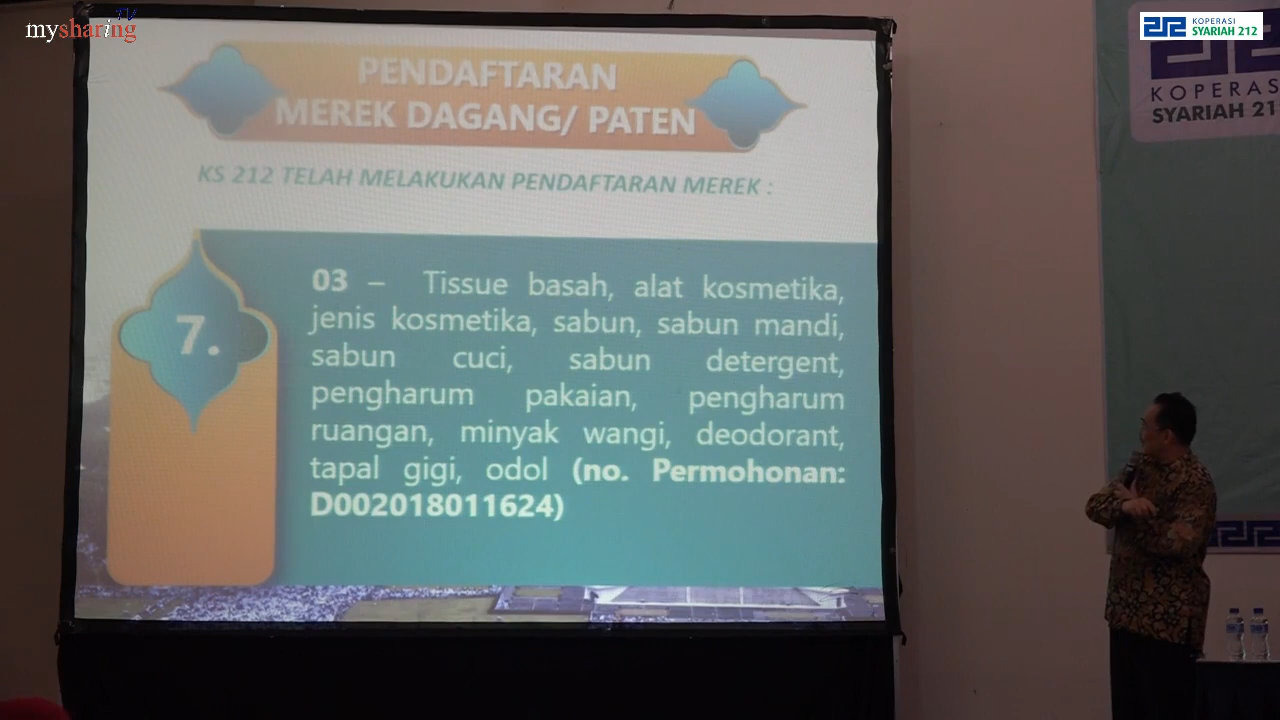 mysharing
TV
KOPERASI
SYARIAH 212
KOPERAS
SYARIAH 21
PENDAFTARAN
MEREK DAGANG/ PATEN
KS 212 TELAH MELAKUKAN PENDAFTARAN MEREK :
7.
03 – Tissue basah, alat kosmetika,
jenis kosmetika, sabun, sabun mandi,
sabun cuci, sabun detergent,
pengharum pakaian, pengharum
ruangan, minyak wangi, deodorant,
tapal gigi, odol (no. Permohonan:
D002018011624)